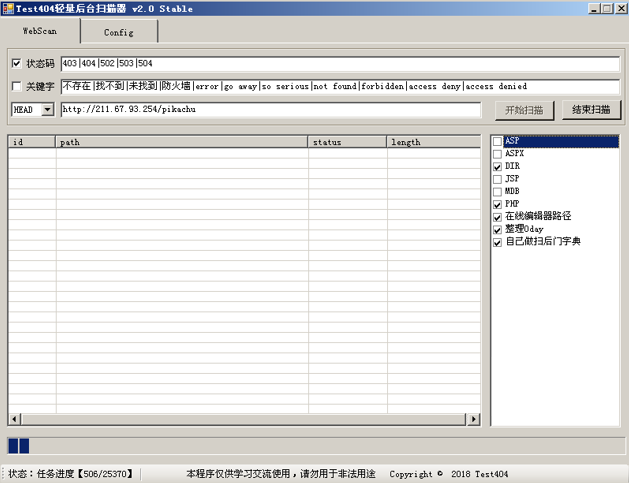 Test404轻量后台扫描器 v2.0 Stable
WebScan
Config
状态码
403|404|502|503|504
关键字
不存在|找不到|未找到|防火墙|error|go away|so serious|not found|forbidden|access deny|access denied
HEAD
http://211.67.93.254/pikachu
开始扫描
结束扫描
id
path
status
length
ASP
ASPX
DIR
JSP
MDB
PHP
在线编辑器路径
整理0day
自己做扫后门字典
状态：任务进度【506/25370】
本程序仅供学习交流使用，请勿用于非法用途
Copyright © 2018 Test404